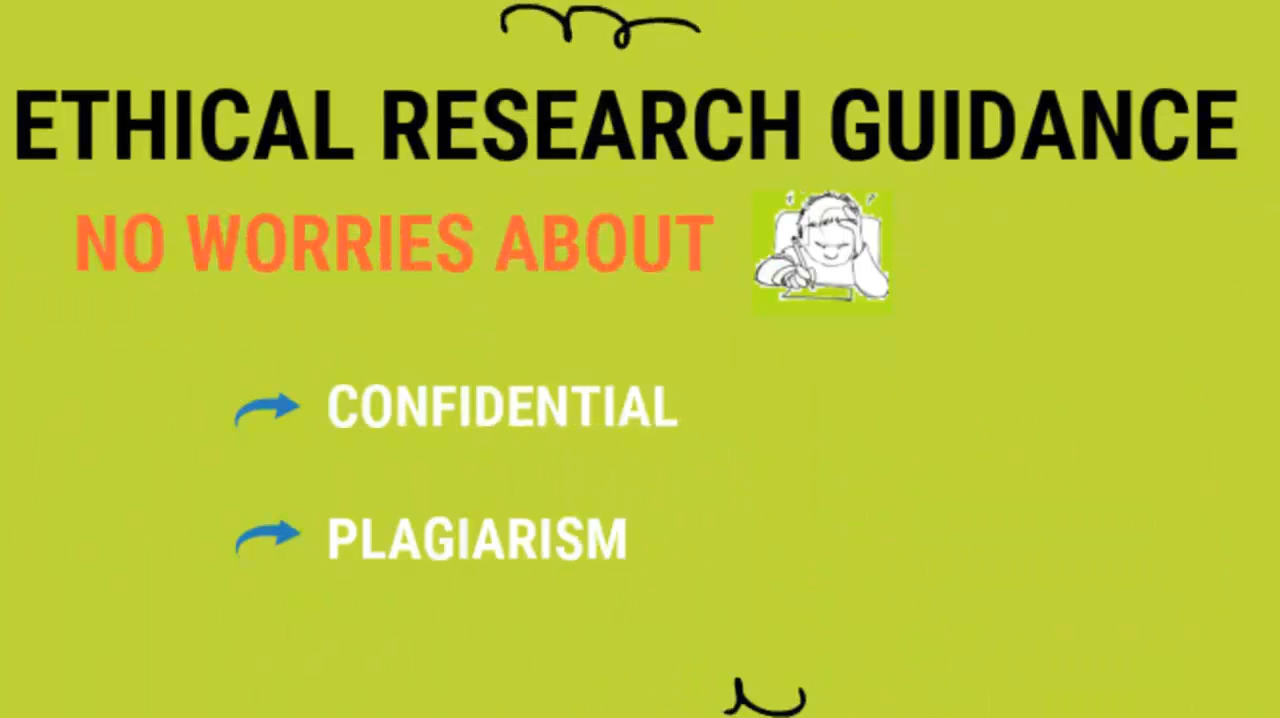 ETHICAL RESEARCH GUIDANCE
NO WORRIES ABOUT
CONFIDENTIAL
PLAGIARISM